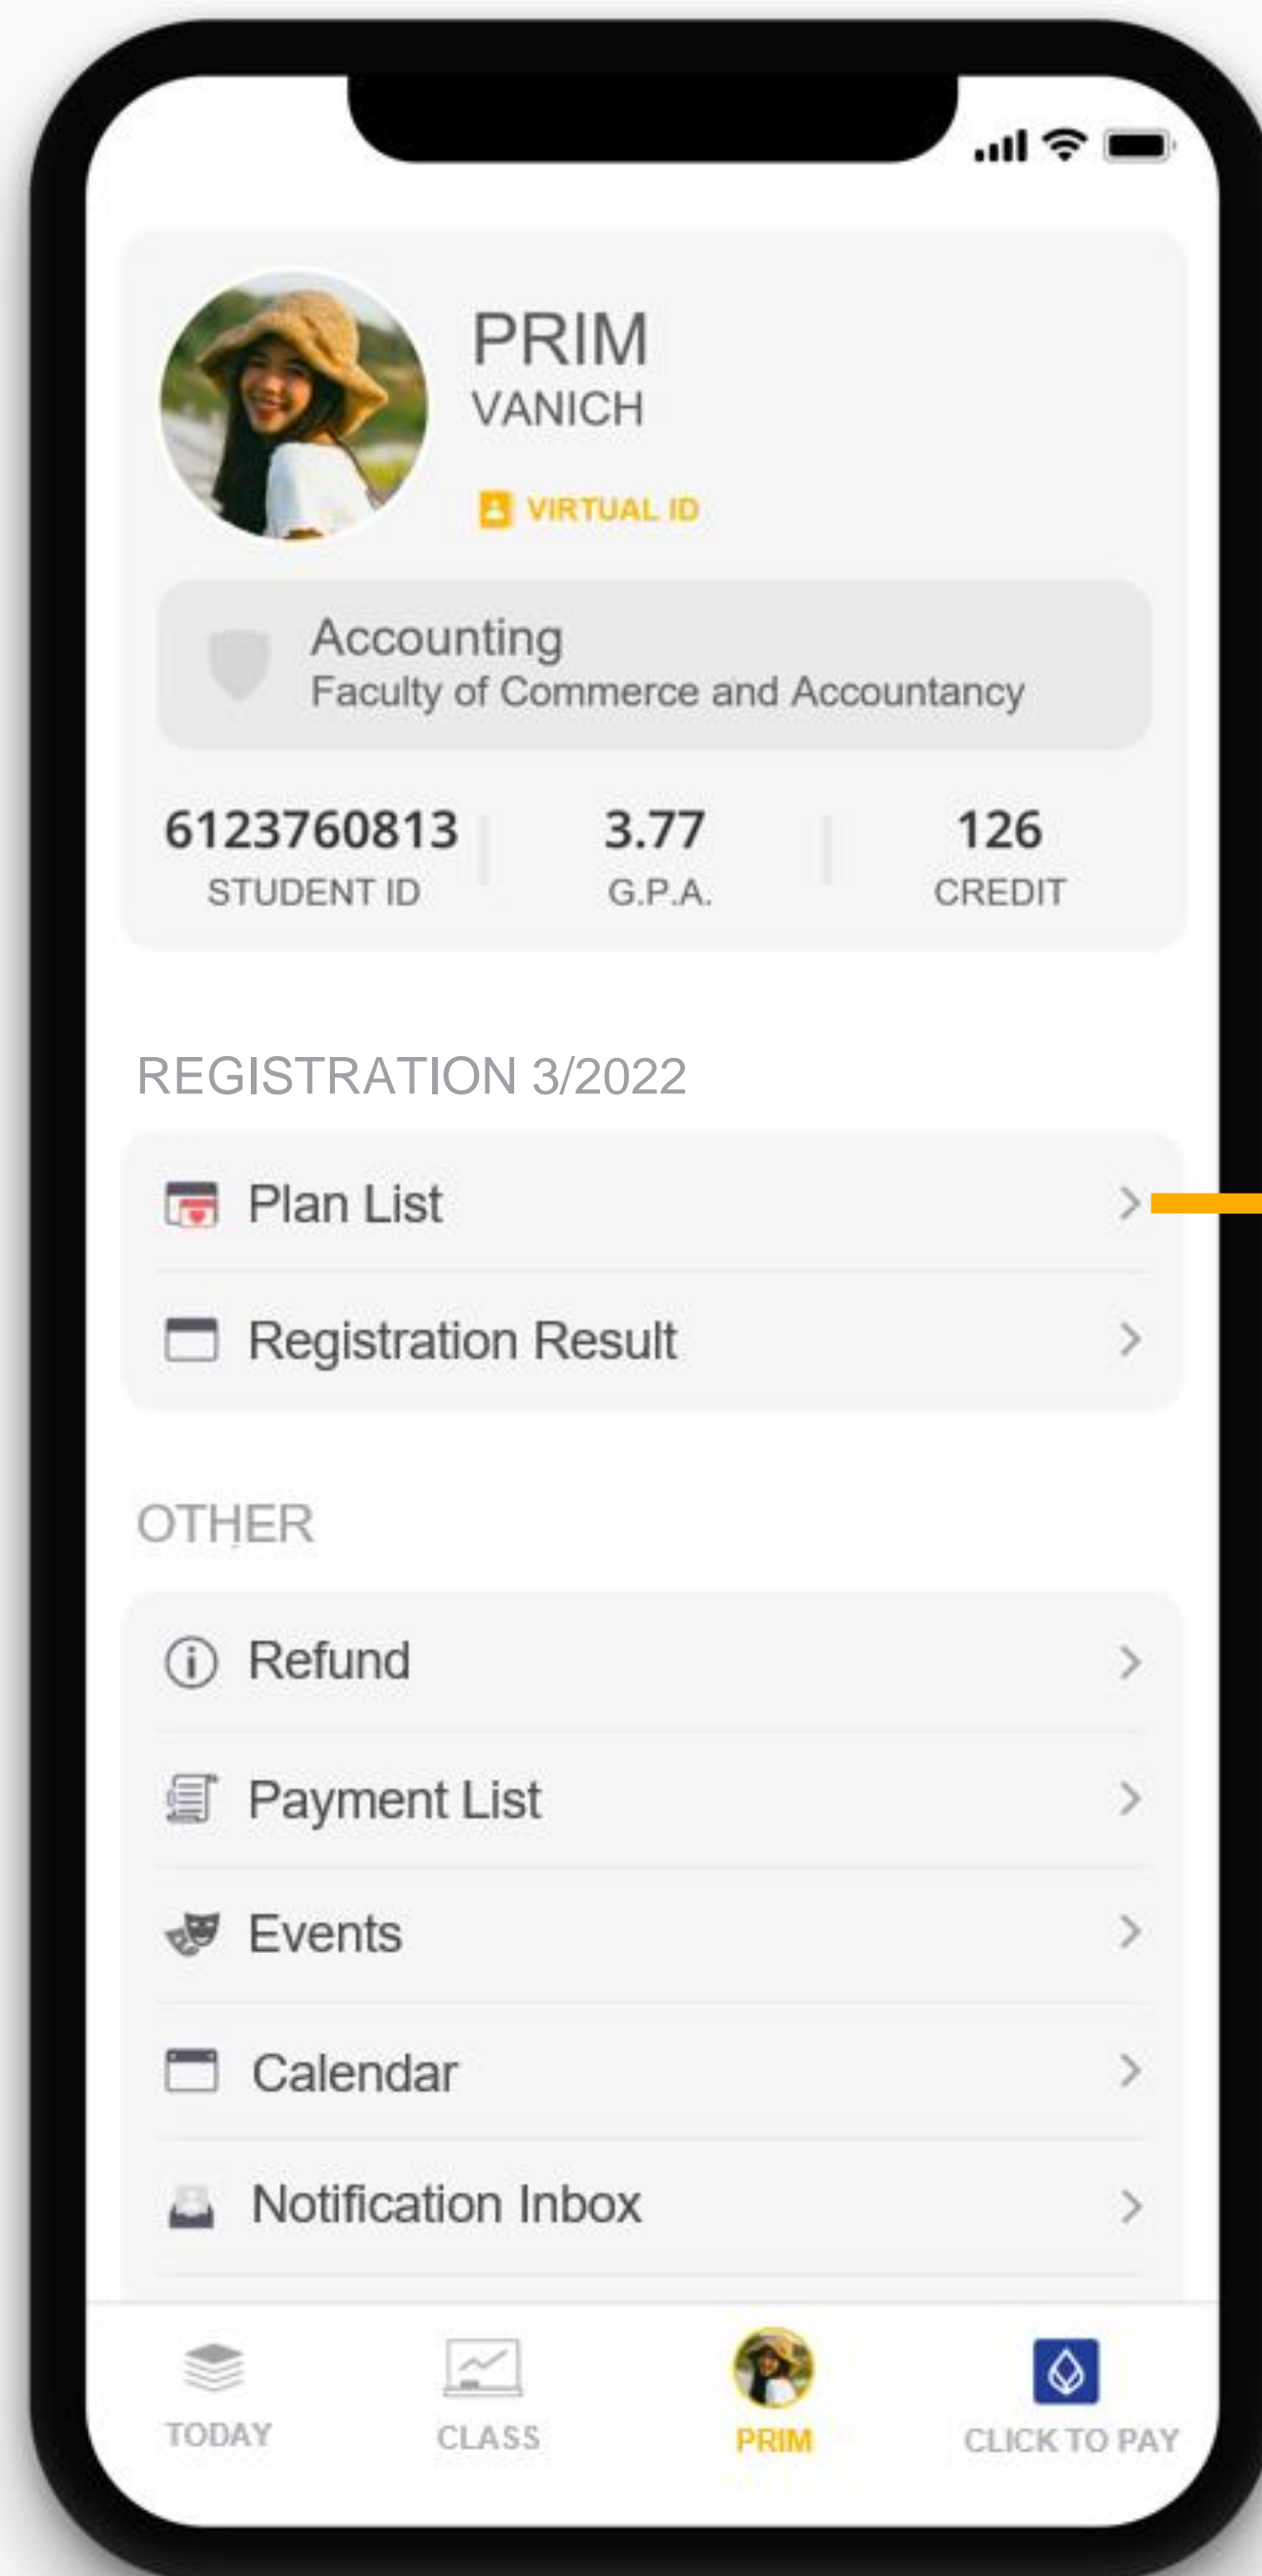 PRIM
VANICH
VIRTUAL ID
Accounting
Faculty of Commerce and Accountancy
6123760813 3.77 126
STUDENT ID G.P.A. CREDIT
REGISTRATION 3/2022
Plan List
Registration Result
OTHER
Refund
Payment List
Events
Calendar
Notification Inbox
TODAY CLASS PRIM CLICK TO PAY